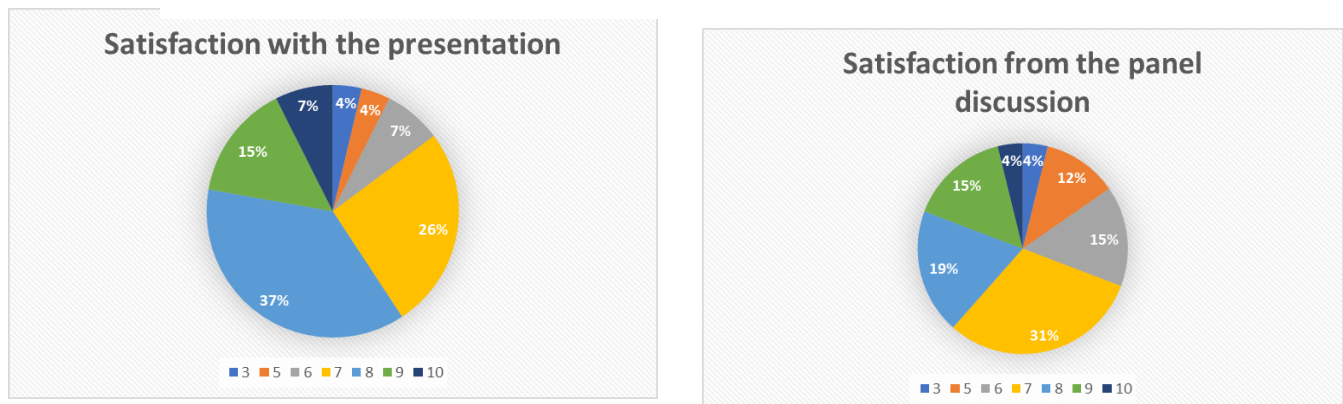 Satisfaction with the presentation
7%
4%
4%
7%
15%
26%
37%
3 5 6 7 8 9 10
Satisfaction from the panel
discussion
4%
4%
12%
15%
15%
19%
31%
3 5 6 7 8 9 10